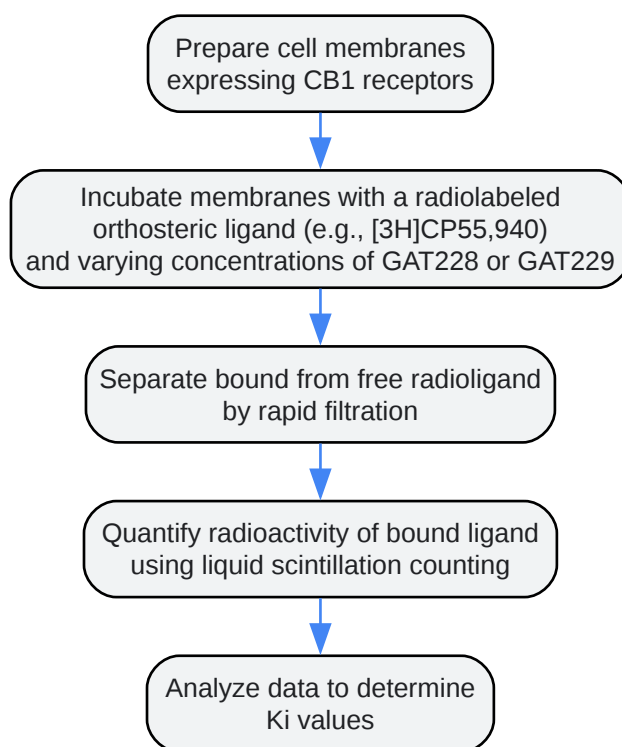 Prepare cell membranes
expressing CB1 receptors
Incubate membranes with a radiolabeled
orthosteric ligand (e.g., [3H]CP55,940)
and varying concentrations of GAT228 or GAT229
Separate bound from free radioligand
by rapid filtration
Quantify radioactivity of bound ligand
using liquid scintillation counting
Analyze data to determine
Ki values